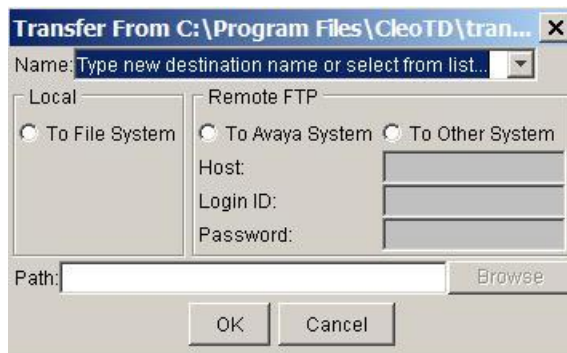 Transfer From C:\Program Files\CleoTD\tran...
Name: Type new destination name or select from list...
Local
Remote FTP
To File System
To Avaya System
To Other System
Host:
Login ID:
Password:
Path:
Browse
OK
Cancel